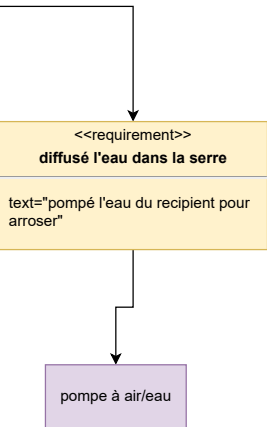 <<requirement>>
diffusé l'eau dans la serre
text="pompé l'eau du recipient pour
arroser"
pompe à air/eau